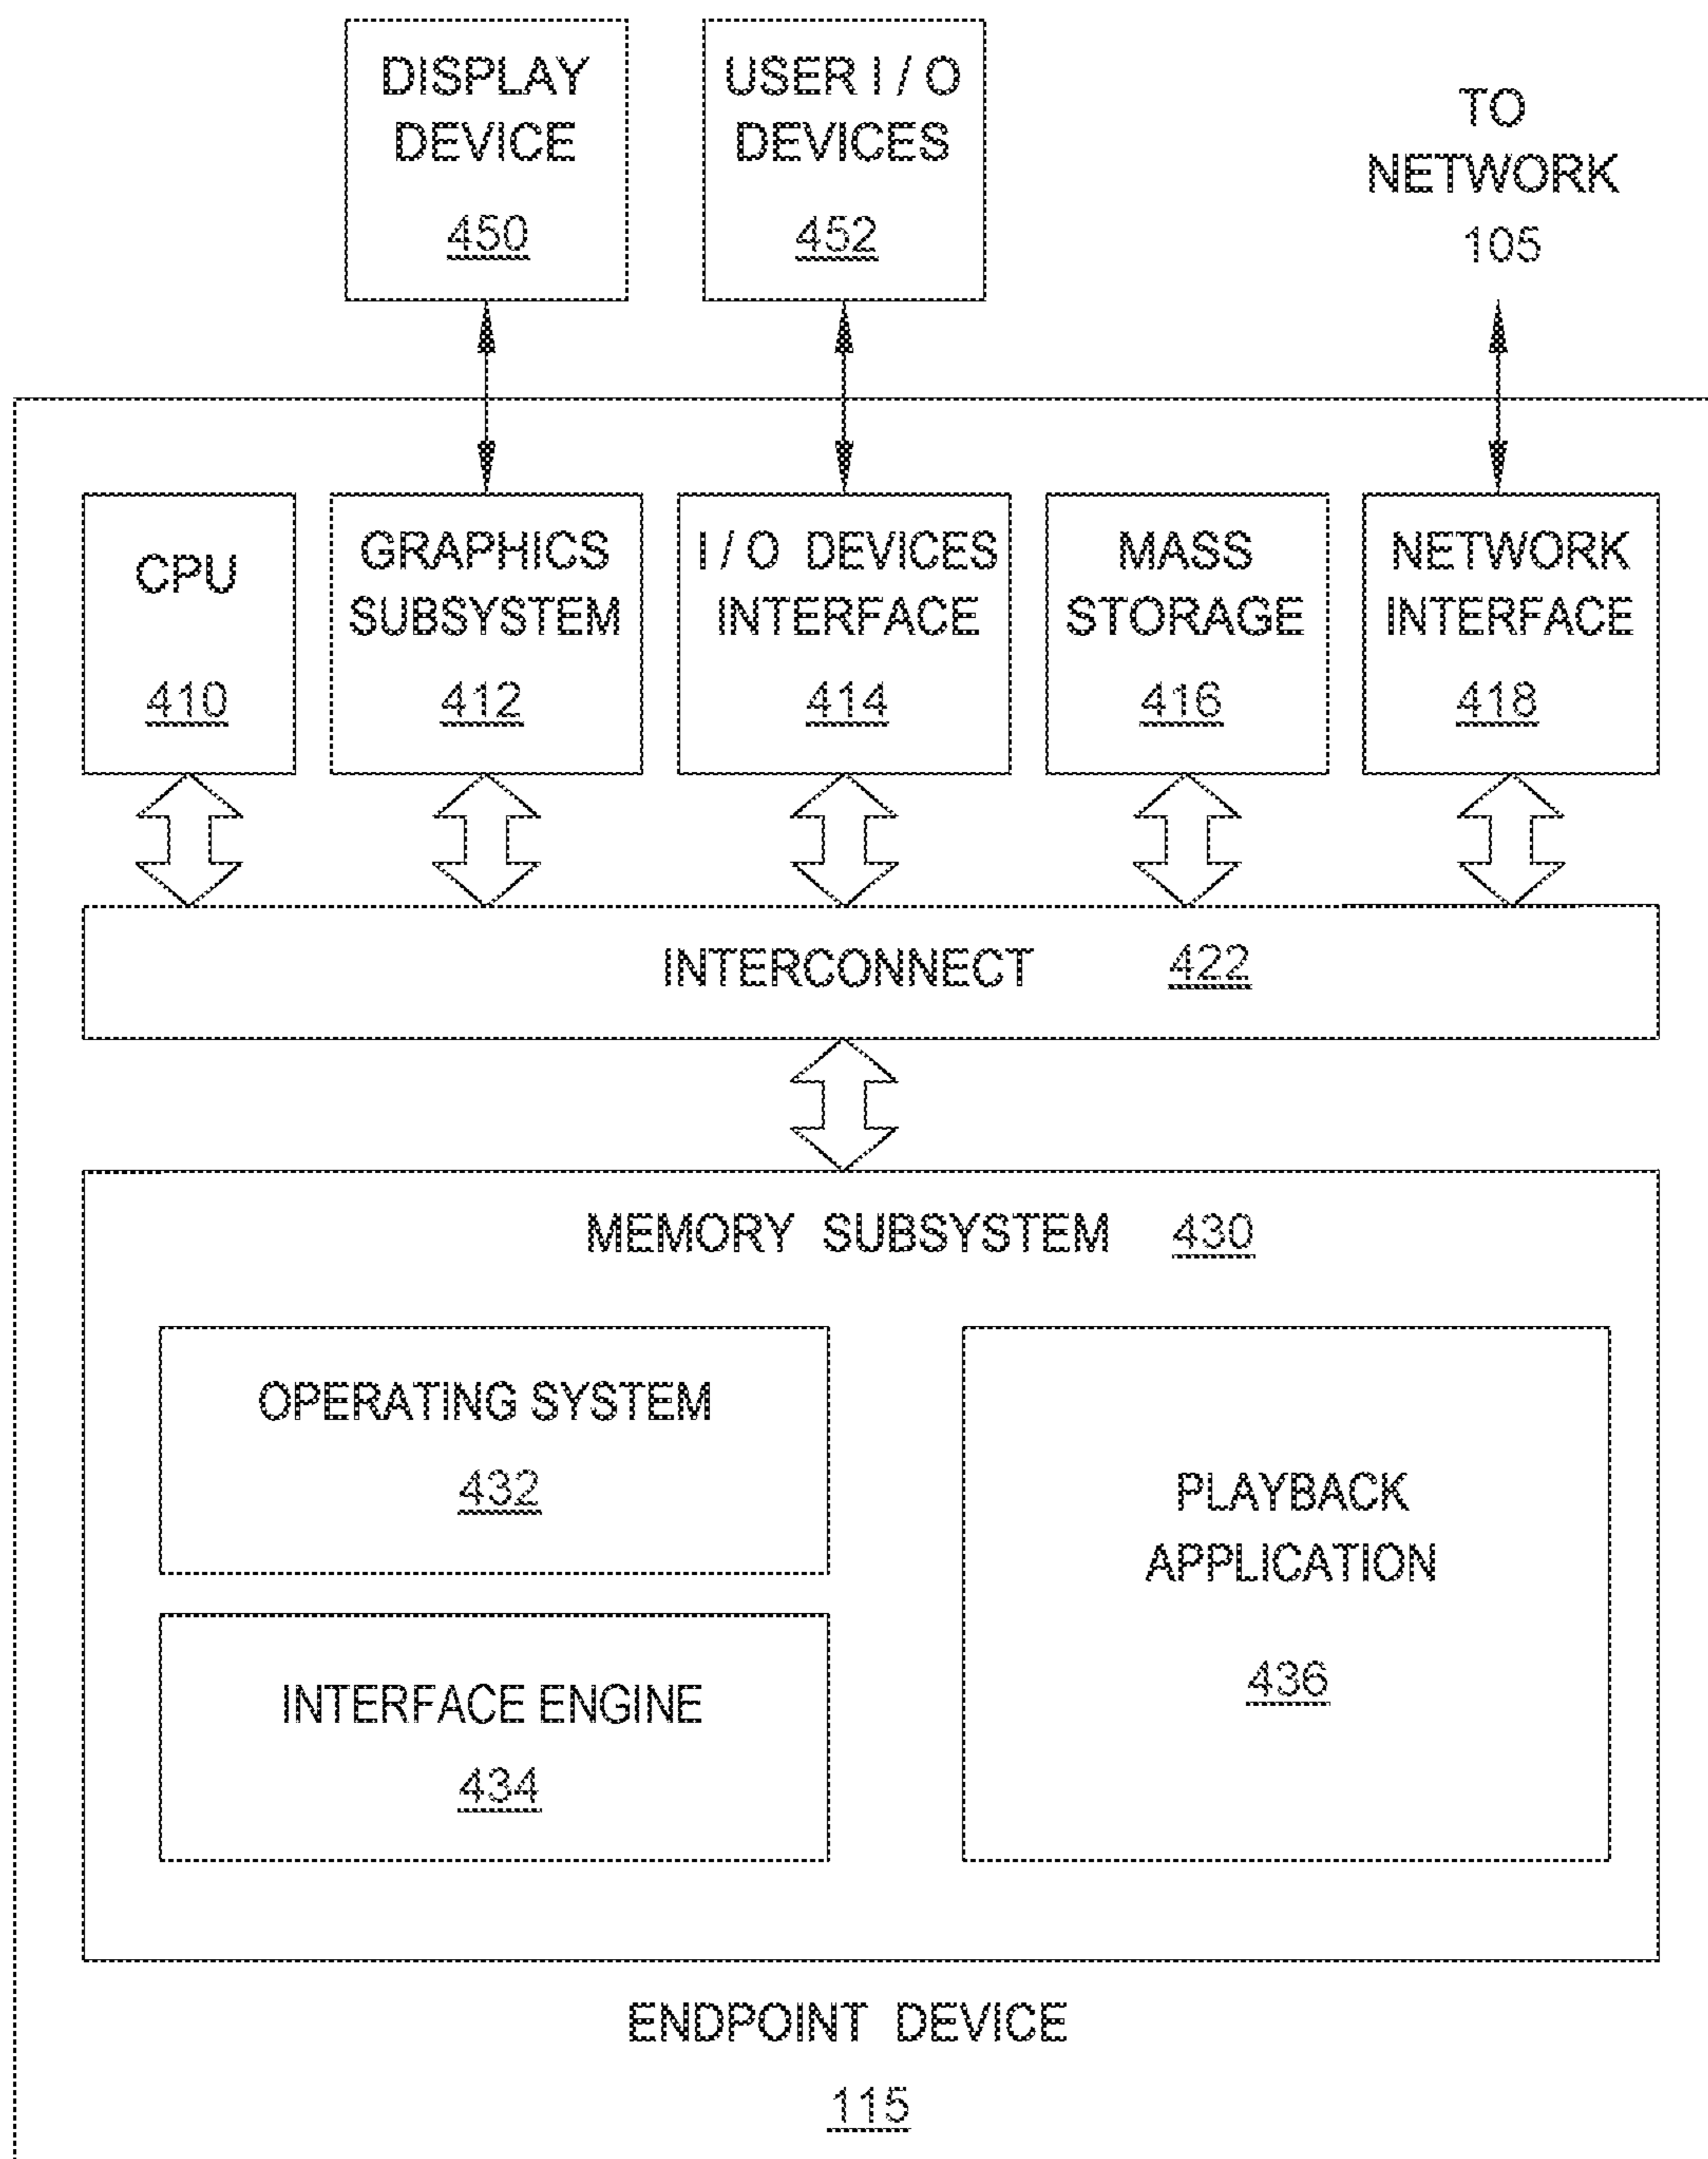 DISPLAY
DEVICE
450
USER I / O
DEVICES
452
TO
NETWORK
105
CPU
410
GRAPHICS
SUBSYSTEM
412
I / O DEVICES
INTERFACE
414
MASS
STORAGE
416
NETWORK
INTERFACE
418
INTERCONNECT 422
MEMORY SUBSYSTEM 430
OPERATING SYSTEM
432
INTERFACE ENGINE
434
PLAYBACK
APPLICATION
436
ENDPOINT DEVICE
115